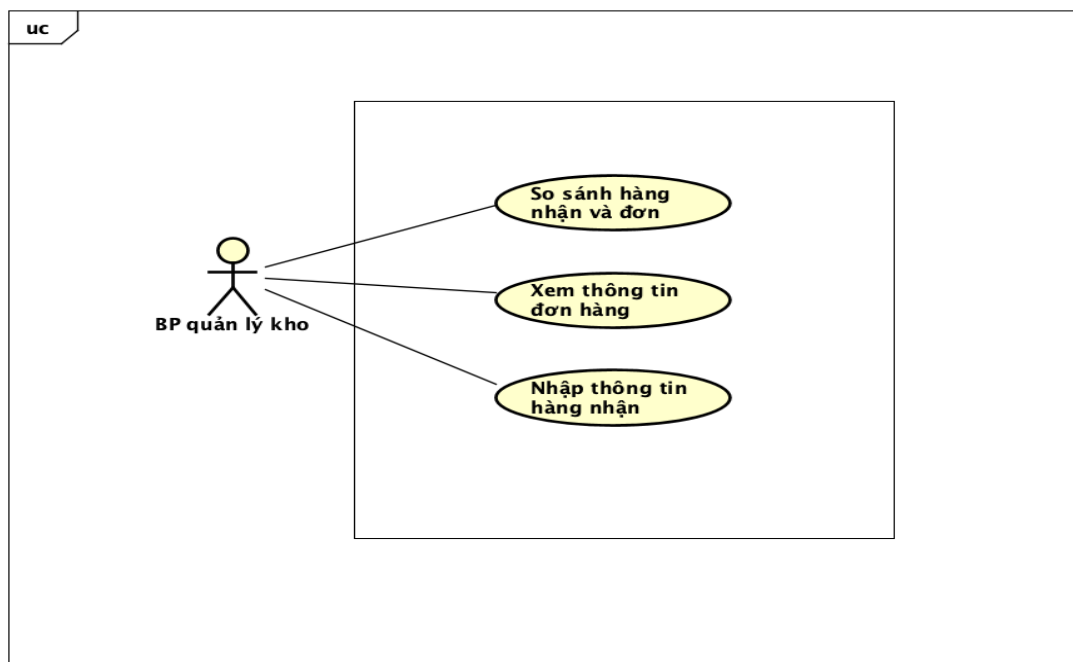 uc
So sánh hàng
nhận và đơn
Xem thông tin
đơn hàng
BP quản lý kho
Nhập thông tin
hàng nhận